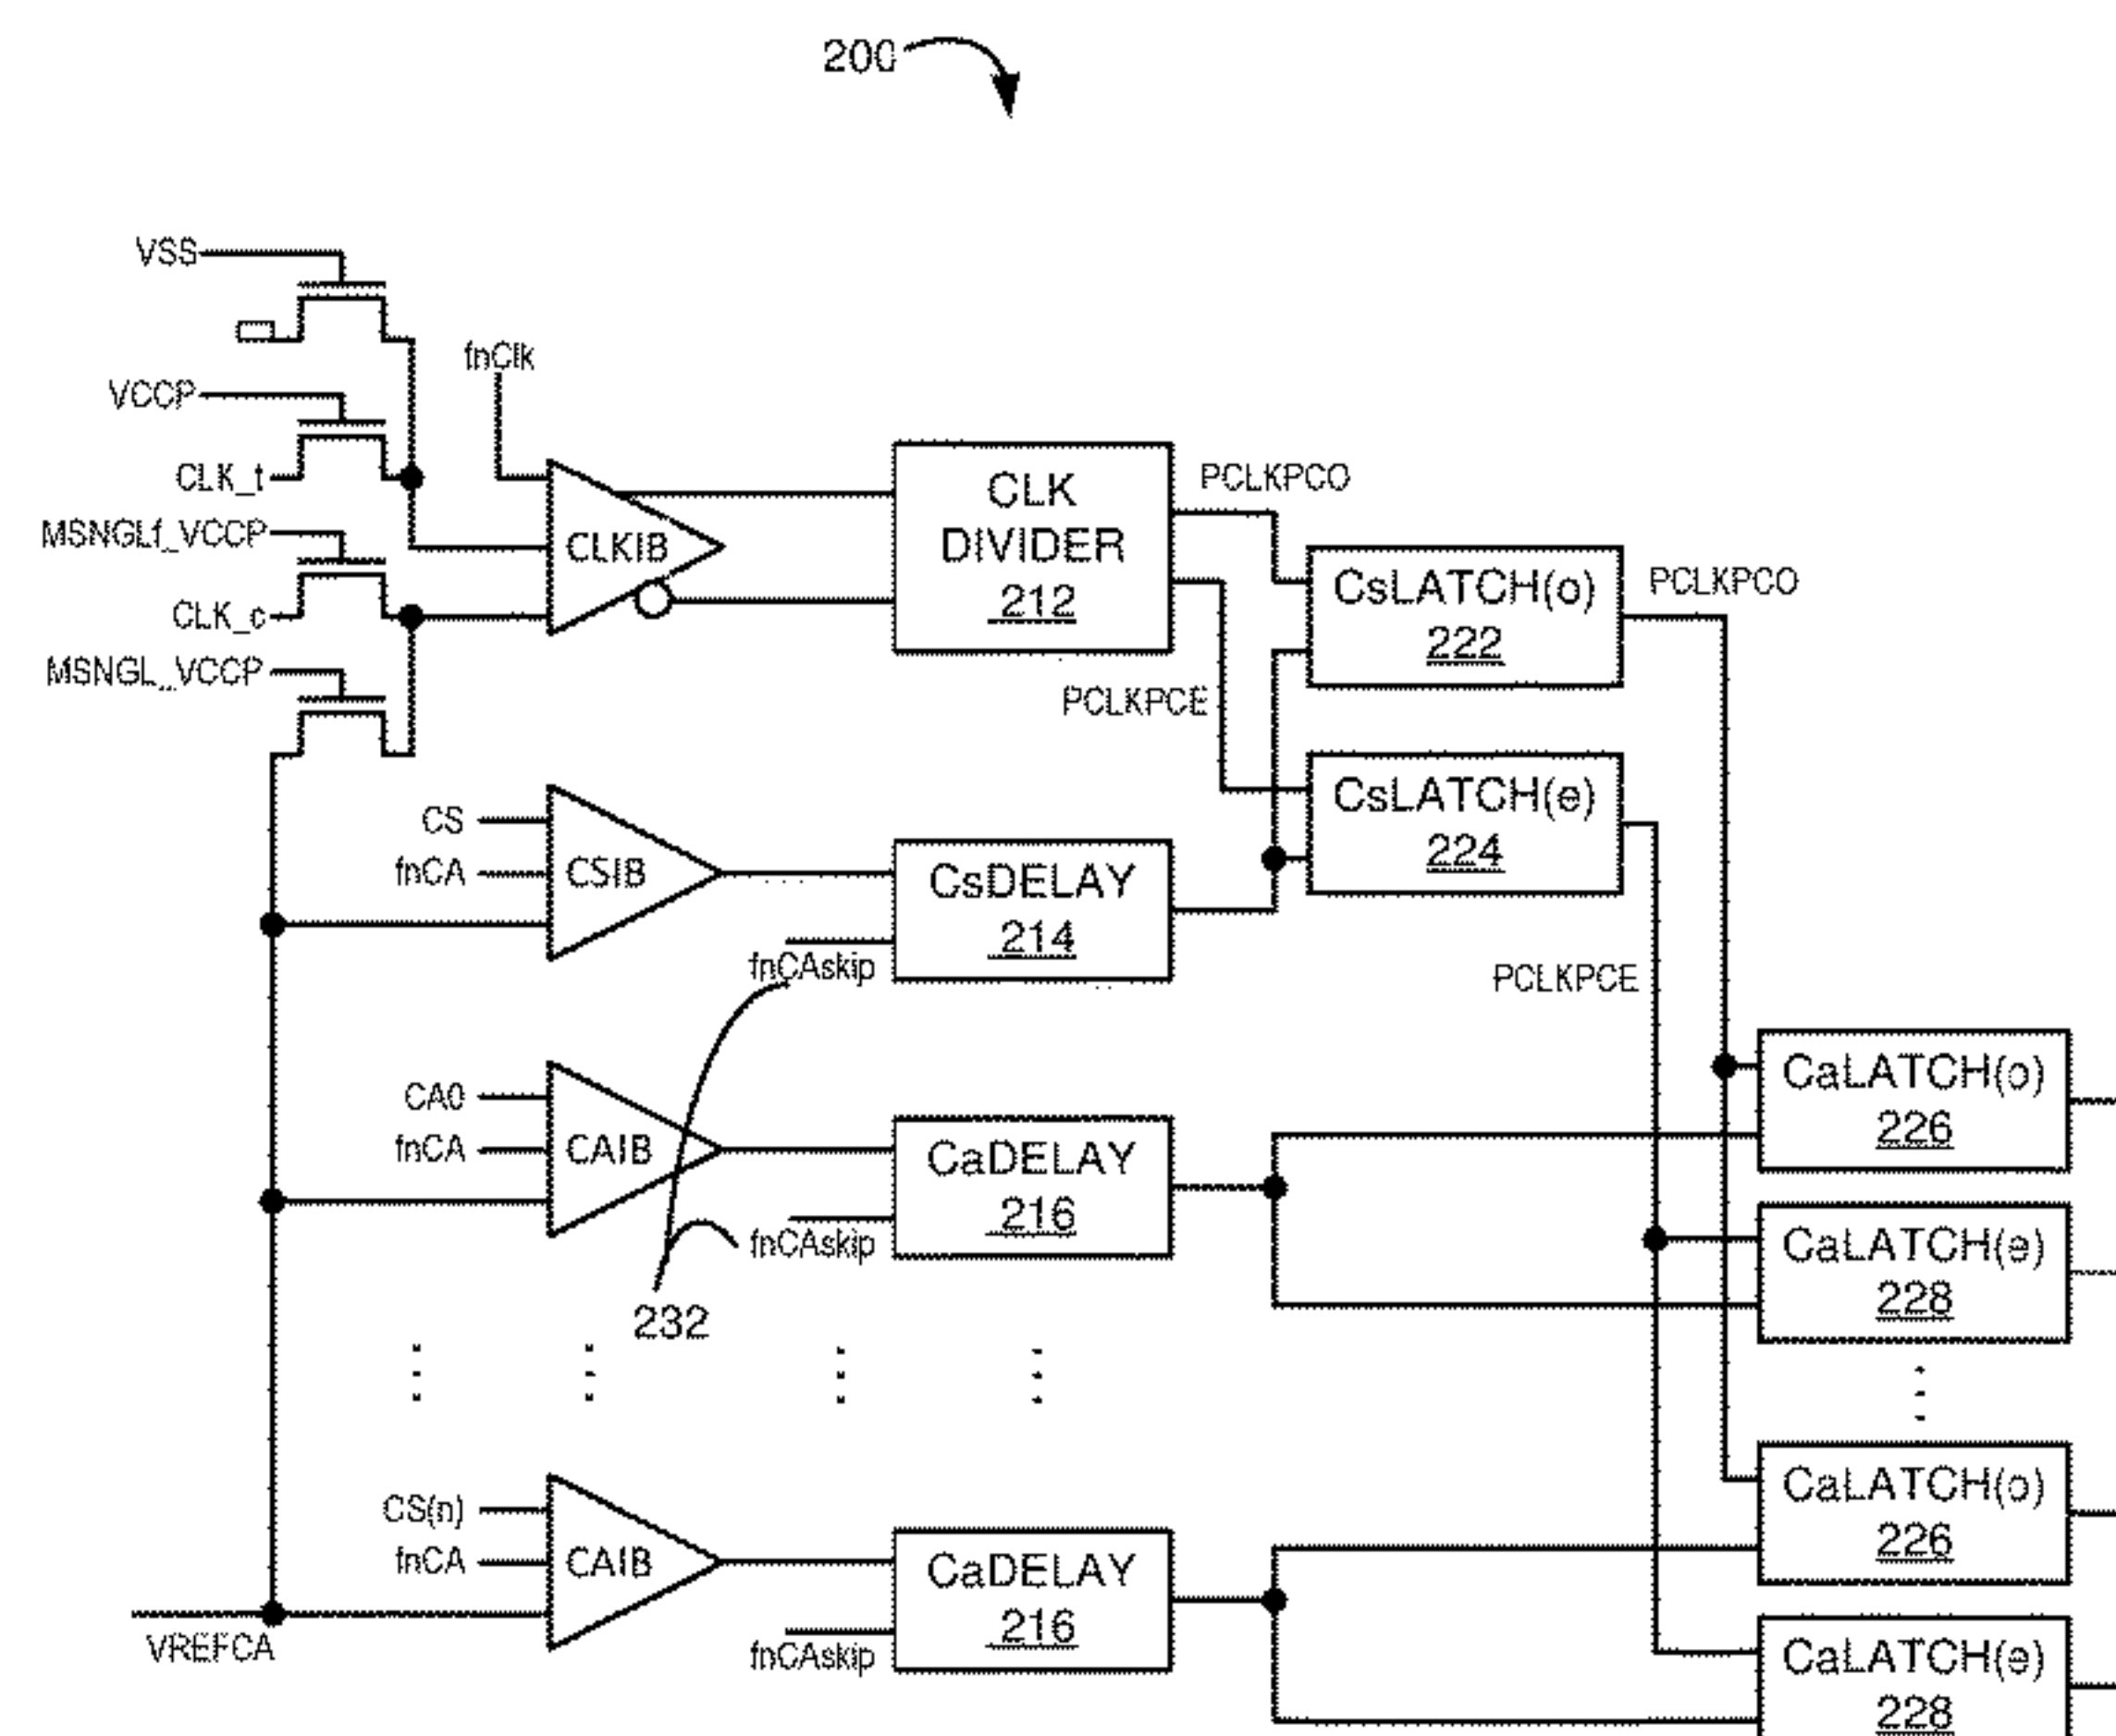 200
VSS
fnClk
VCCP
CLK_t
MSNGLf_VCCP
CLK_c
MSNGL_VCCP
CLKIB
CLK
DIVIDER
212
PCLKPCO
PCLKPCE
CsLATCH(o)
222
PCLKPCO
CsLATCH(e)
224
PCLKPCE
CS
fnCA
CSIB
CsDELAY
214
fnCAskip
CA0
fnCA
CAIB
CaDELAY
216
fnCAskip
232
CaLATCH(o)
226
CaLATCH(e)
228
CS(n)
fnCA
CAIB
CaDELAY
216
fnCAskip
VREFCA
CaLATCH(o)
226
CaLATCH(e)
228